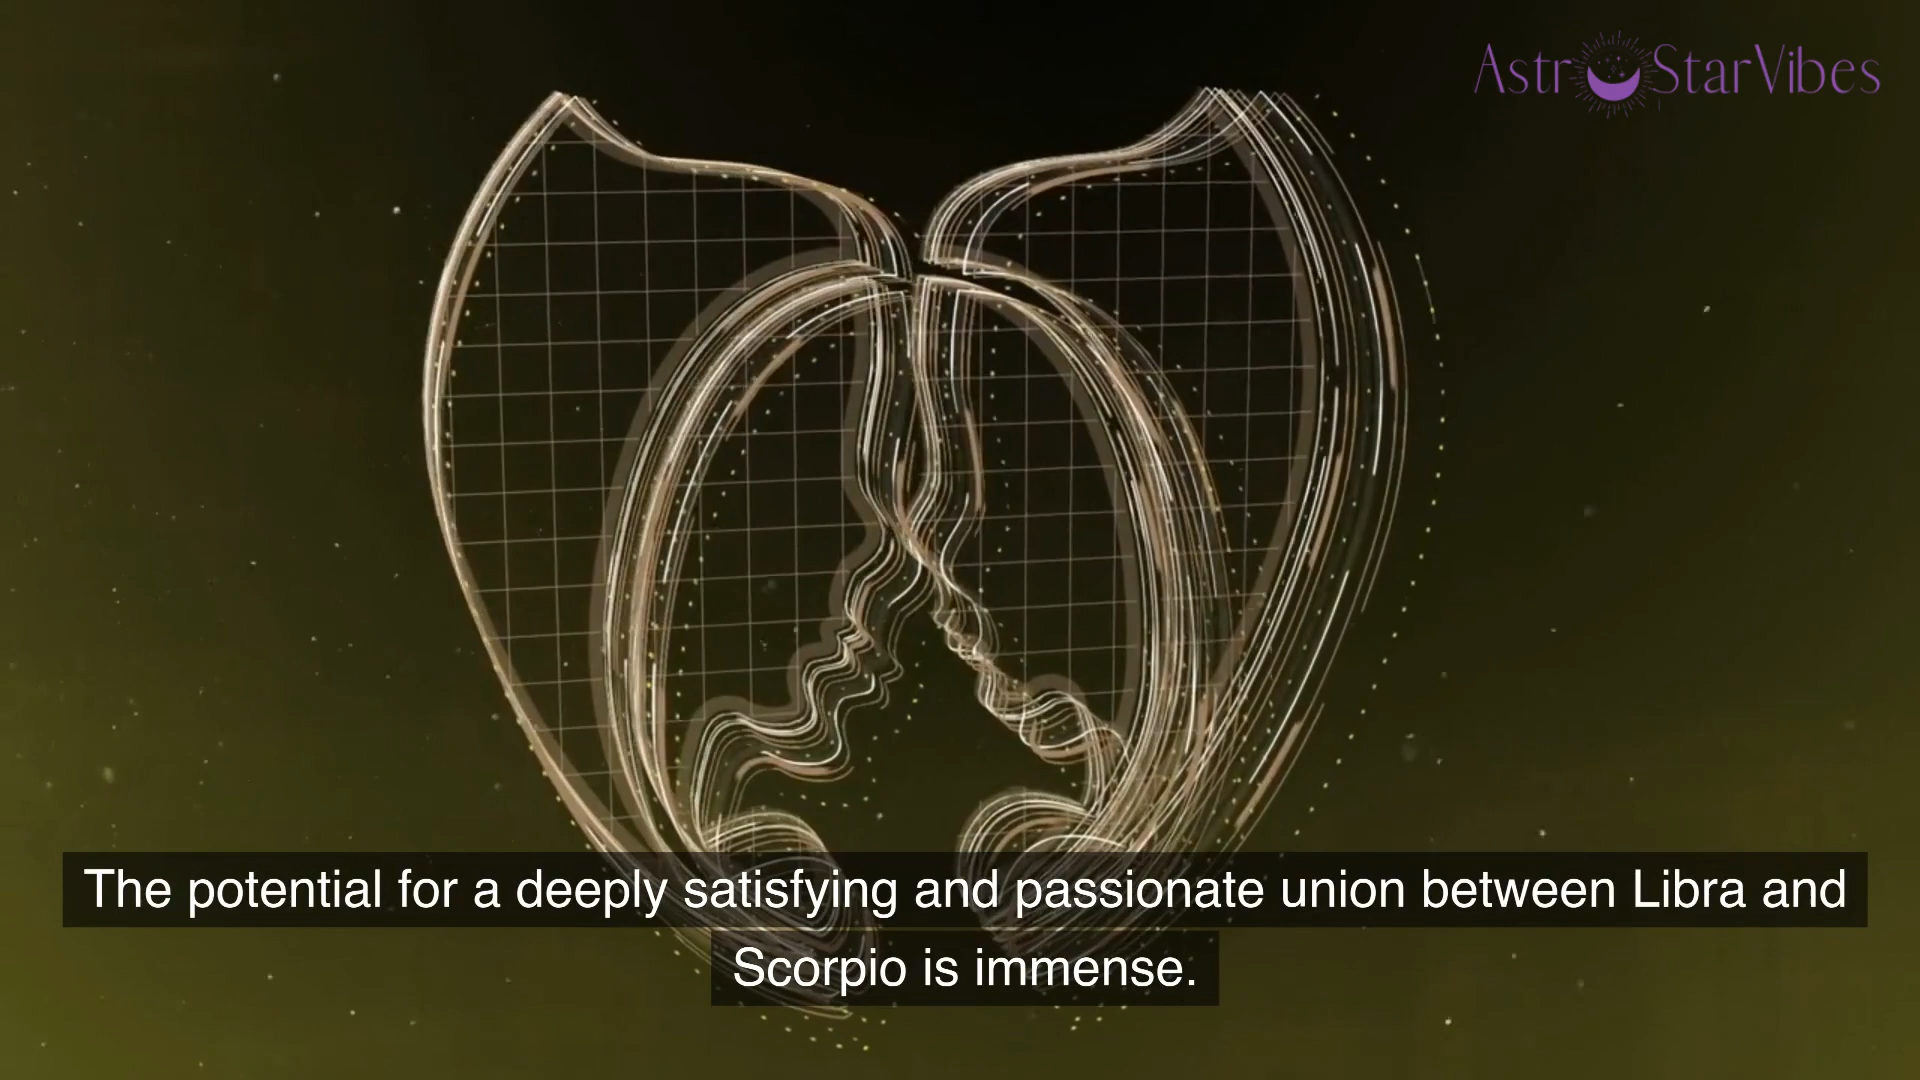 AstroStarVibes
The potential for a deeply satisfying and passionate union between Libra and
Scorpio is immense.